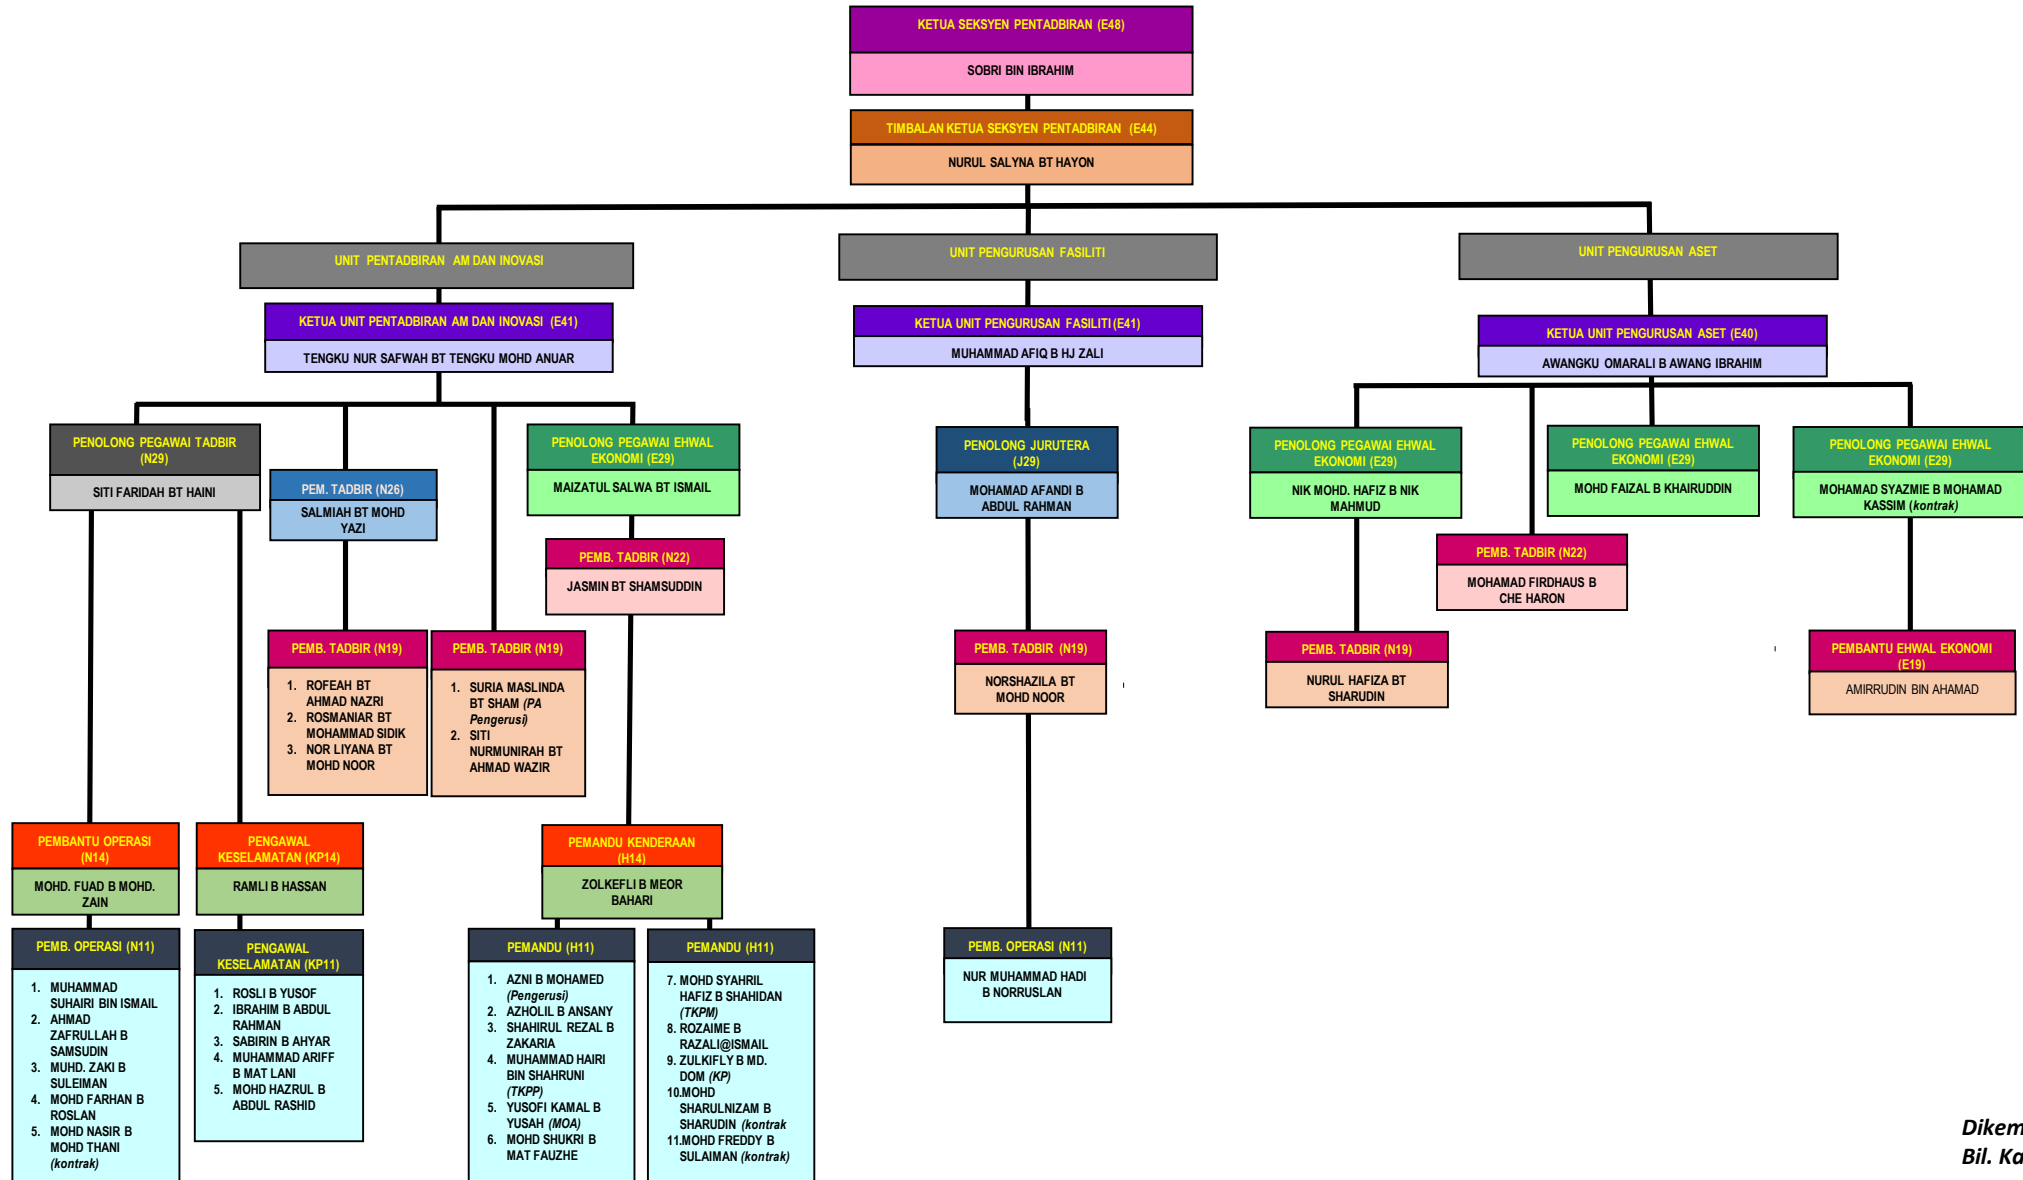 KETUA SEKSYEN PENTADBIRAN (E48)
SOBRI BIN IBRAHIM
TIMBALAN KETUA SEKSYEN PENTADBIRAN (E44)
NURUL SALYNA BT HAYON
UNIT PENTADBIRAN AM DAN INOVASI
KETUA UNIT PENTADBIRAN AM DAN INOVASI (E41)
TENGKU NUR SAFWAH BT TENGKU MOHD ANUAR
PENOLONG PEGAWAI TADBIR
(N29)
SITI FARIDAH BT HAINI
PEM. TADBIR (N26)
SALMIAH BT MOHD
YAZI
PENOLONG PEGAWAI EHWAL
EKONOMI (E29)
MAIZATUL SALWA BT ISMAIL
PEMB. TADBIR (N22)
JASMIN BT SHAMSUDDIN
PEMB. TADBIR (N19)
1. ROFEAH BT
AHMAD NAZRI
2. ROSMANIAR BT
MOHAMMAD SIDIK
3. NOR LIYANA BT
MOHD NOOR
PEMB. TADBIR (N19)
1. SURIA MASLINDA
BT SHAM (PA
Pengerusi)
2. SITI
NURMUNIRAH BT
AHMAD WAZIR
PEMBANTU OPERASI
(N14)
MOHD. FUAD B MOHD.
ZAIN
PENGAWAL
KESELAMATAN (KP14)
RAMLI B HASSAN
PEMANDU KENDERAAN
(H14)
ZOLKEFLI B MEOR
BAHARI
PEMB. OPERASI (N11)
1. MUHAMMAD
SUHAIRI BIN ISMAIL
2. AHMAD
ZAFRULLAH B
SAMSUDIN
3. MUHD. ZAKI B
SULEIMAN
4. MOHD FARHAN B
ROSLAN
5. MOHD NASIR B
MOHD THANI
(kontrak)
PENGAWAL
KESELAMATAN (KP11)
1. ROSLI B YUSOF
2. IBRAHIM B ABDUL
RAHMAN
3. SABIRIN B AHYAR
4. MUHAMMAD ARIFF
B MAT LANI
5. MOHD HAZRUL B
ABDUL RASHID
PEMANDU (H11)
1. AZNI B MOHAMED
(Pengerusi)
2. AZHOLIL B ANSANY
3. SHAHIRUL REZAL B
ZAKARIA
4. MUHAMMAD HAIRI
BIN SHAHRUNI
(TKPP)
5. YUSOFI KAMAL B
YUSAH (MOA)
6. MOHD SHUKRI B
MAT FAUZHE
PEMANDU (H11)
7. MOHD SYAHRIL
HAFIZ B SHAHIDAN
(TKPM)
8. ROZAIME B
RAZALI@ISMAIL
9. ZULKIFLY B MD.
DOM (KP)
10.MOHD
SHARULNIZAM B
SHARUDIN (kontrak
11.MOHD FREDDY B
SULAIMAN (kontrak)
UNIT PENGURUSAN FASILITI
KETUA UNIT PENGURUSAN FASILITI (E41)
MUHAMMAD AFIQ B HJ ZALI
PENOLONG JURUTERA
(J29)
MOHAMAD AFANDI B
ABDUL RAHMAN
PEMB. TADBIR (N19)
NORSHAZILA BT
MOHD NOOR
PEMB. OPERASI (N11)
NUR MUHAMMAD HADI
B NORRUSLAN
UNIT PENGURUSAN ASET
KETUA UNIT PENGURUSAN ASET (E40)
AWANGKU OMARALI B AWANG IBRAHIM
PENOLONG PEGAWAI EHWAL
EKONOMI (E29)
NIK MOHD. HAFIZ B NIK
MAHMUD
PEMB. TADBIR (N22)
MOHAMAD FIRDHAUS B
CHE HARON
PENOLONG PEGAWAI EHWAL
EKONOMI (E29)
MOHD FAIZAL B KHAIRUDDIN
PENOLONG PEGAWAI EHWAL
EKONOMI (E29)
MOHAMAD SYAZMIE B MOHAMAD
KASSIM (kontrak)
PEMB. TADBIR (N19)
NURUL HAFIZA BT
SHARUDIN
PEMBANTU EHWAL EKONOMI
(E19)
AMIRRUDIN BIN AHAMAD
Dikem
Bil. Ka